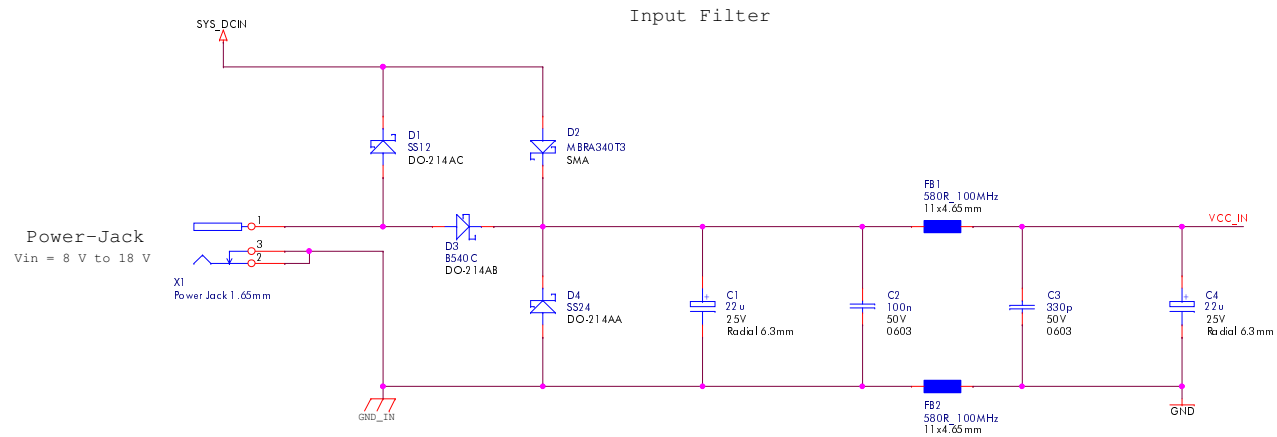 Input Filter
SYS_DCIN
D1
SS12
DO-214AC
D2
MBRA340T3
SMA
FB1
580R_100MHz
11x4.65mm
VCC_IN
Power-Jack
Vin = 8 V to 18 V
1
3
2
X1
Power Jack 1.65mm
D3
B540C
DO-214AB
D4
SS24
DO-214AA
+
C1
22u
25V
Radial 6.3mm
C2
100n
50V
0603
C3
330p
50V
0603
+
C4
22u
25V
Radial 6.3mm
GND_IN
FB2
580R_100MHz
11x4.65mm
GND